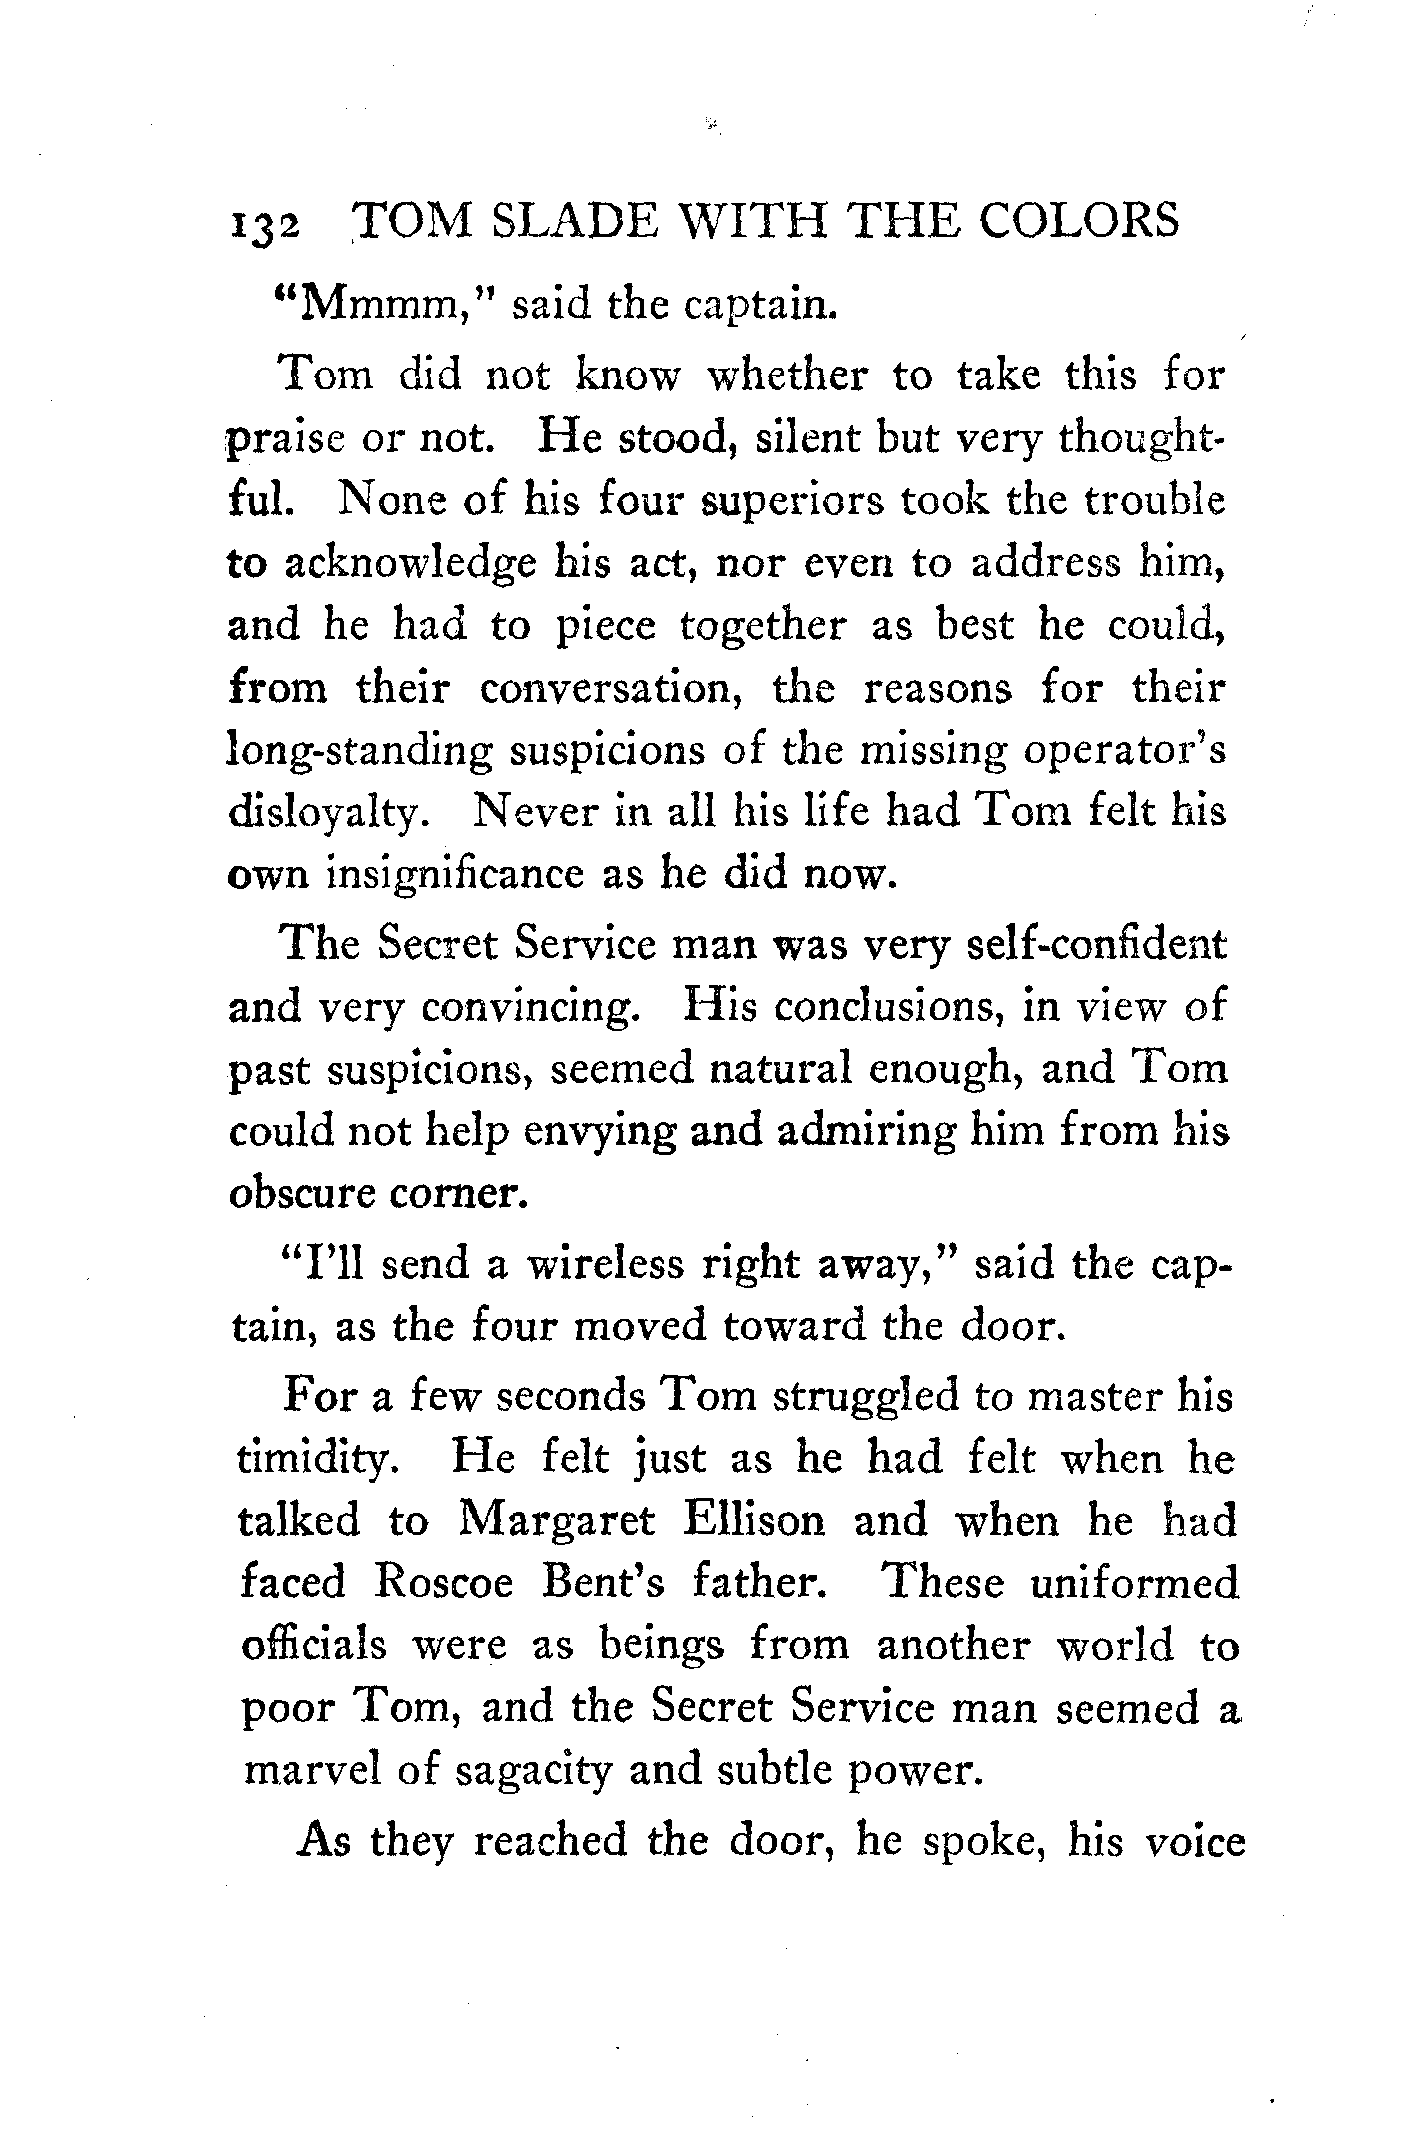 132 TOM SLADE WITH THE COLORS
“Mmmm,” said the captain.
Tom did not know whether to take this for
praise or not. He stood, silent but very thought-
ful. None of his four superiors took the trouble
to acknowledge his act, nor even to address him,
and he had to piece together as best he could,
from their conversation, the reasons for their
long-standing suspicions of the missing operator’s
disloyalty. Never in all his life had Tom felt his
own insignificance as he did now.
The Secret Service man was very self-confident
and very convincing. His conclusions, in view of
past suspicions, seemed natural enough, and Tom
could not help envying and admiring him from his
obscure corner.
“I’ll send a wireless right away,” said the cap-
tain, as the four moved toward the door.
For a few seconds Tom struggled to master his
timidity. He felt just as he had felt when he
talked to Margaret Ellison and when he had
faced Roscoe Bent’s father. These uniformed
officials were as beings from another world to
poor Tom, and the Secret Service man seemed a
marvel of sagacity and subtle power.
As they reached the door, he spoke, his voice